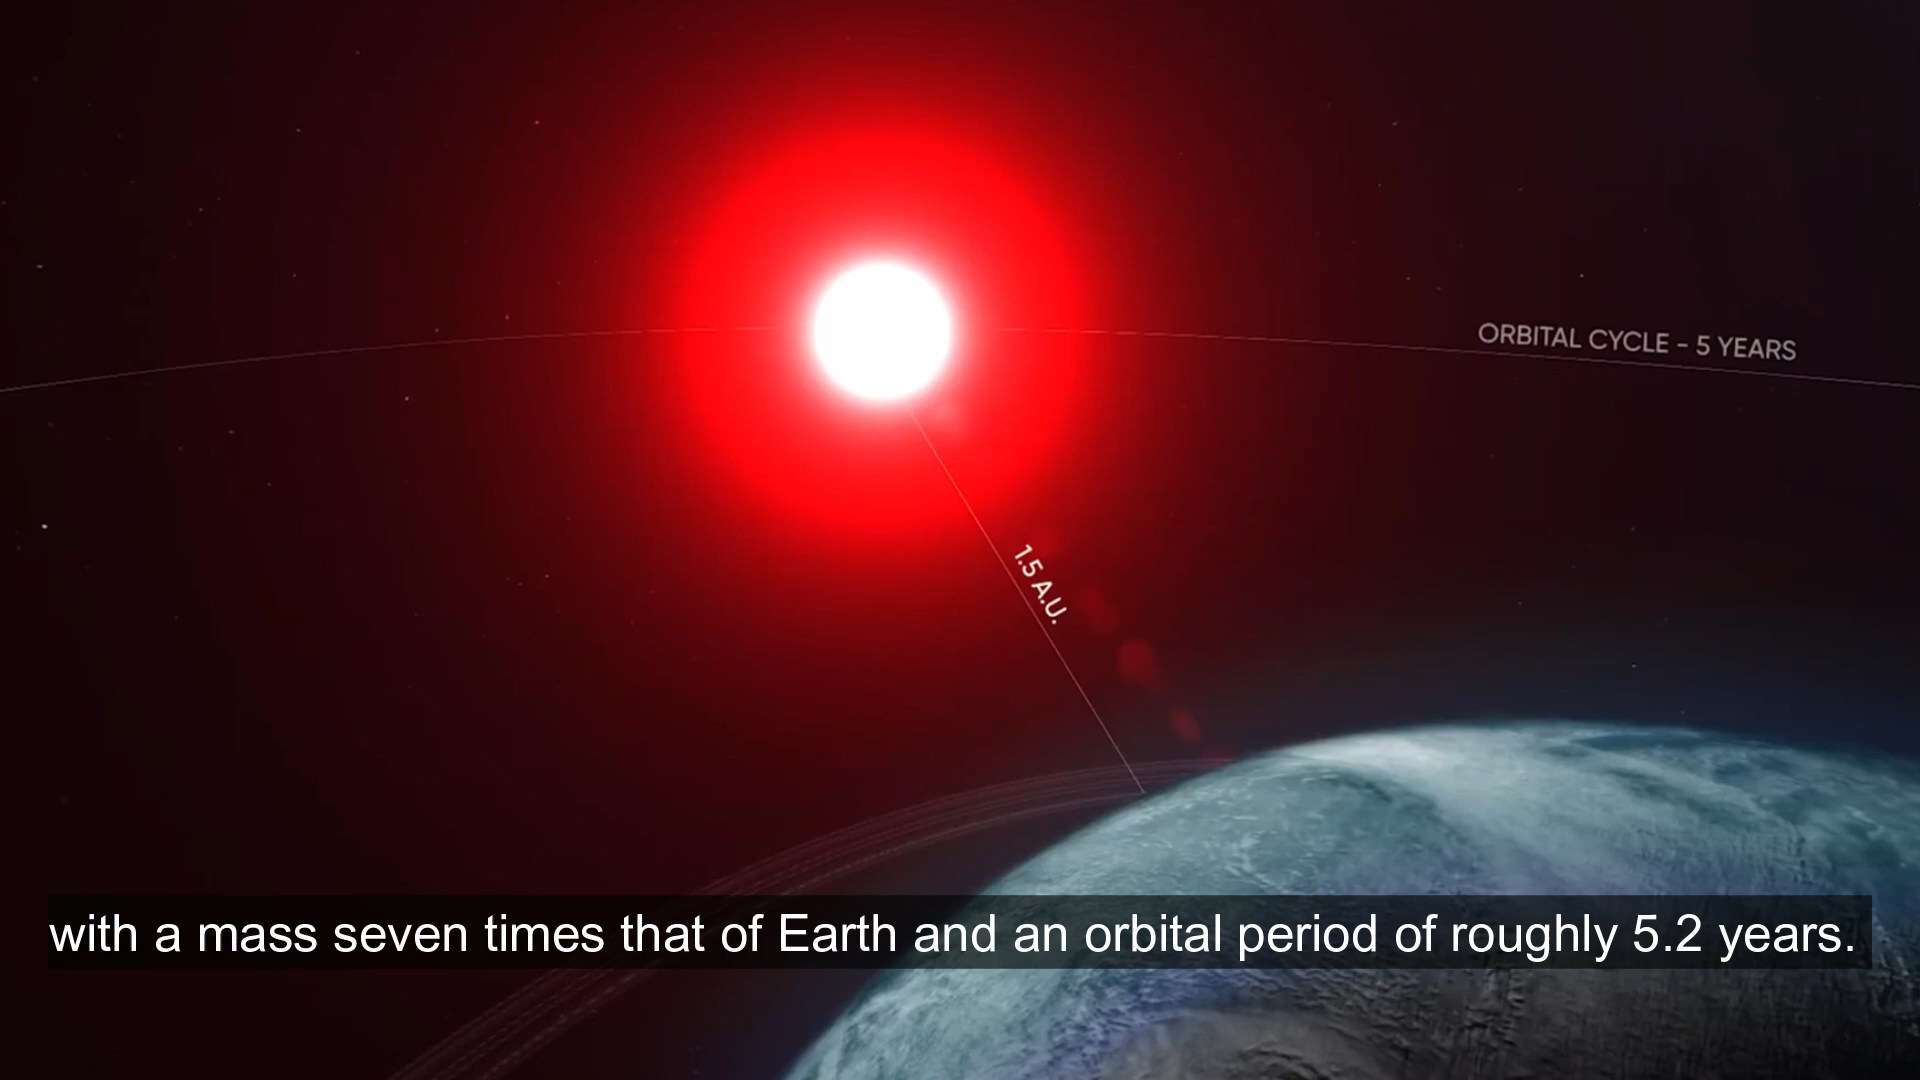 ORBITAL CYCLE - 5 YEARS
1.5 A.U.
with a mass seven times that of Earth and an orbital period of roughly 5.2 years.